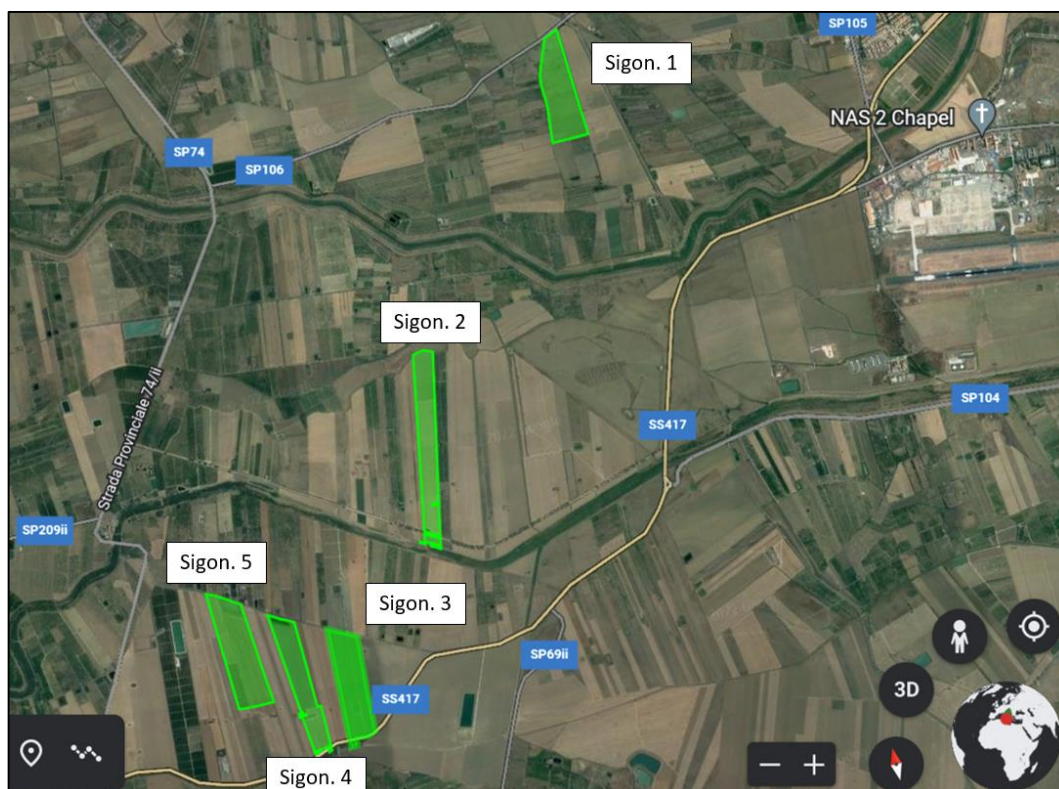 SP105
Sigon. 1
NAS 2 Chapel
SP74
SP106
Sigon. 2
Strada Provinciale 74/ii
SP104
SS417
SP209ii
Sigon. 5
Sigon. 3
SP69ii
SS417
3D
Sigon. 4